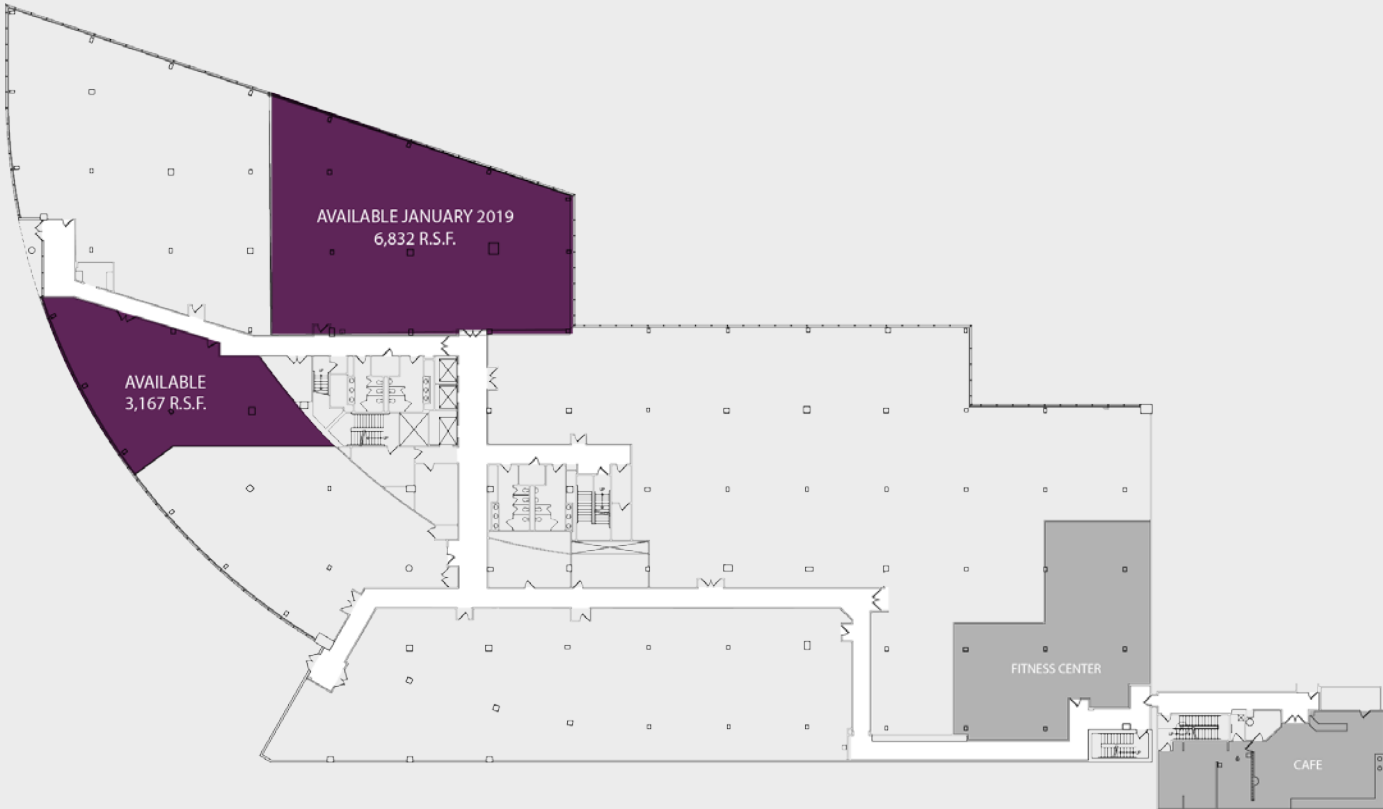 AVAILABLE JANUARY 2019
6,832 R.S.F.
AVAILABLE
3,167 R.S.F.
FITNESS CENTER
CAFE